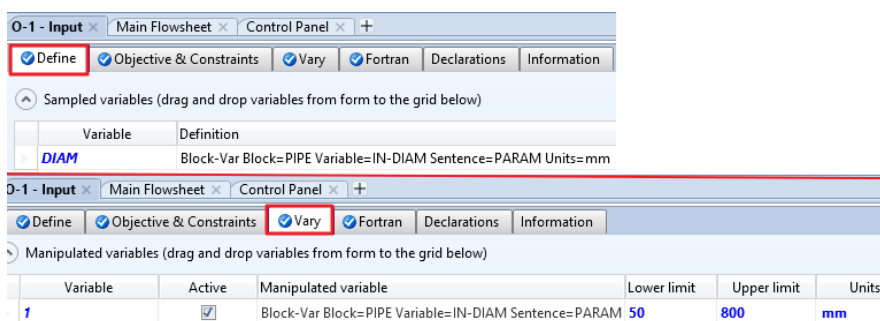 O-1 - Input × Main Flowsheet × Control Panel × +
Define Objective & Constraints Vary Fortran Declarations Information
Sampled variables (drag and drop variables from form to the grid below)
Variable Definition
DIAM Block-Var Block=PIPE Variable=IN-DIAM Sentence=PARAM Units=mm
O-1 - Input × Main Flowsheet × Control Panel × +
Define Objective & Constraints Vary Fortran Declarations Information
Manipulated variables (drag and drop variables from form to the grid below)
Variable Active Manipulated variable Lower limit Upper limit Units
1 Block-Var Block=PIPE Variable=IN-DIAM Sentence=PARAM 50 800 mm